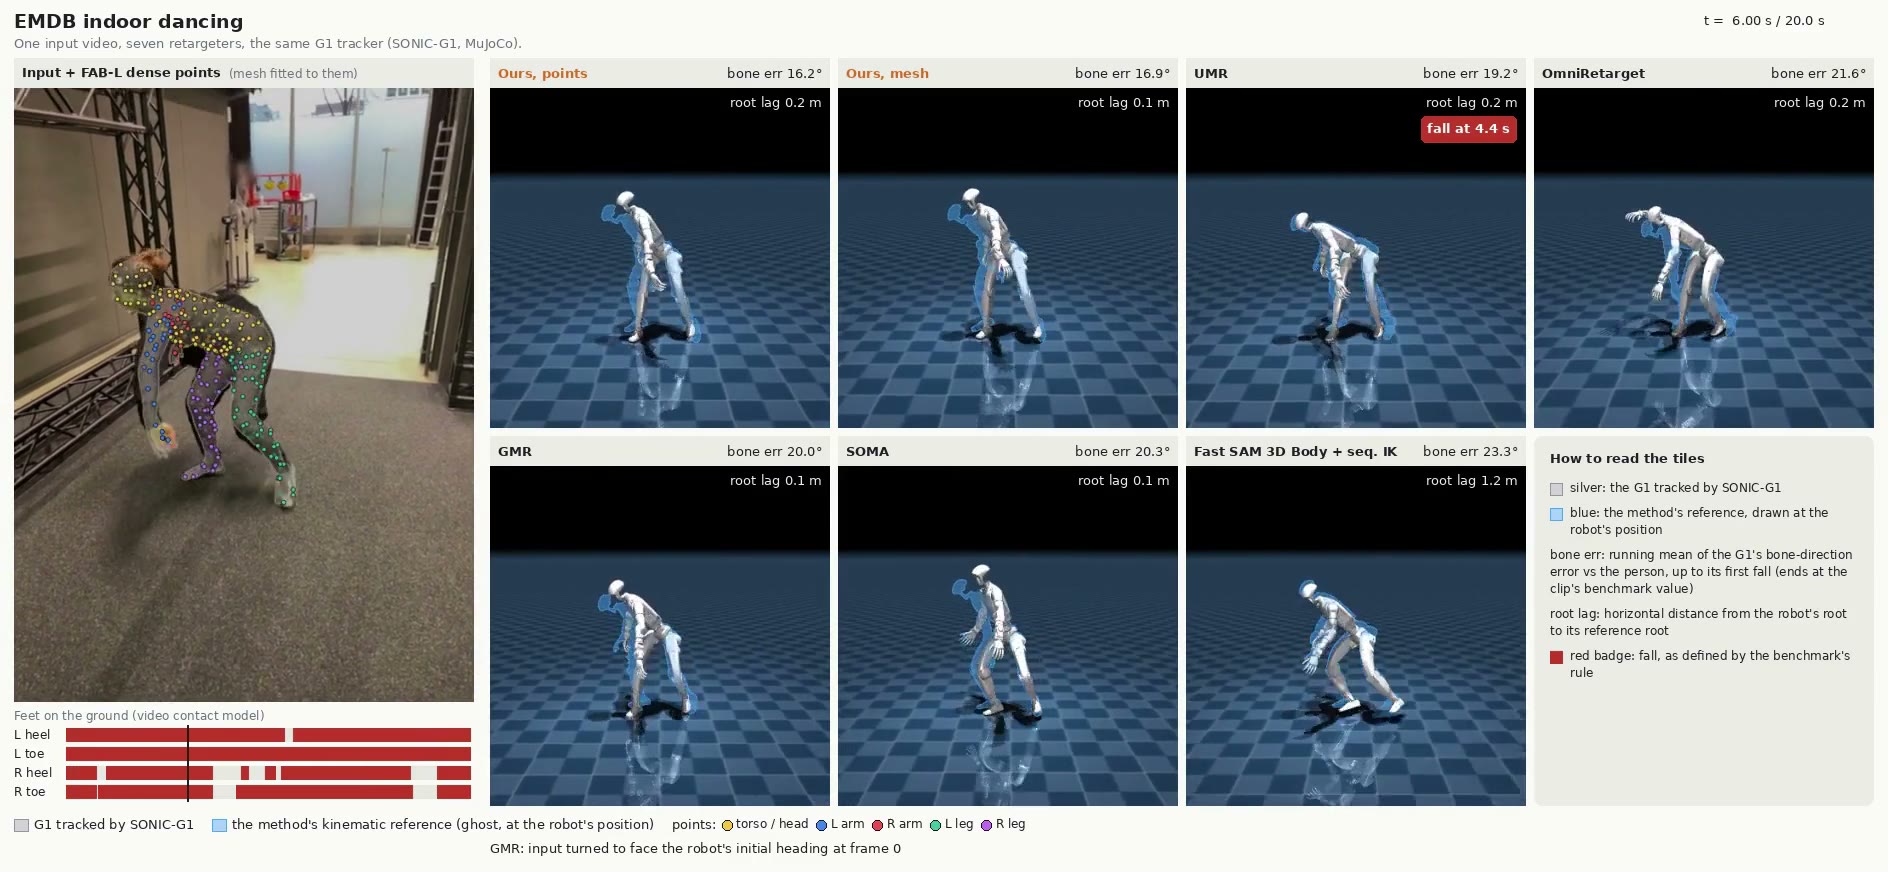 EMDB indoor dancing
t = 6.00 s / 20.0 s
One input video, seven retargeters, the same G1 tracker (SONIC-G1, MuJoCo).
Input + FAB-L dense points (mesh fitted to them)
Ours, points bone err 16.2°
root lag 0.2 m
Ours, mesh bone err 16.9°
root lag 0.1 m
UMR bone err 19.2°
root lag 0.2 m
fall at 4.4 s
OmniRetarget bone err 21.6°
root lag 0.2 m
GMR bone err 20.0°
root lag 0.1 m
SOMA bone err 20.3°
root lag 0.1 m
Fast SAM 3D Body + seq. IK bone err 23.3°
root lag 1.2 m
How to read the tiles
silver: the G1 tracked by SONIC-G1
blue: the method's reference, drawn at the
robot's position
bone err: running mean of the G1's bone-direction
error vs the person, up to its first fall (ends at the
clip's benchmark value)
root lag: horizontal distance from the robot's root
to its reference root
red badge: fall, as defined by the benchmark's
rule
Feet on the ground (video contact model)
L heel
L toe
R heel
R toe
G1 tracked by SONIC-G1 the method's kinematic reference (ghost, at the robot's position) points: torso / head L arm R arm L leg R leg
GMR: input turned to face the robot's initial heading at frame 0